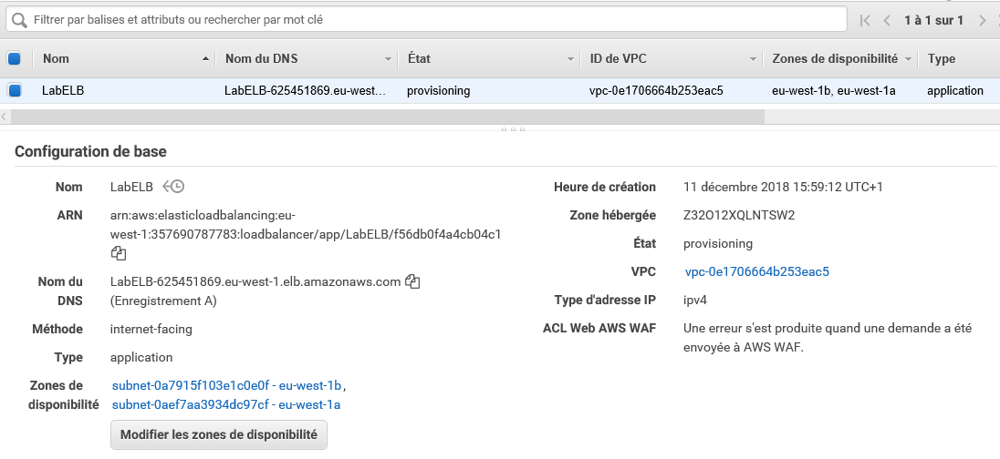 Filtrer par balises et attributs ou rechercher par mot clé
1 à 1 sur 1
Nom Nom du DNS État ID de VPC Zones de disponibilité Type
LabELB LabELB-625451869.eu-west... provisioning vpc-0e1706664b253eac5 eu-west-1b, eu-west-1a application
Configuration de base
Nom LabELB
ARN arn:aws:elasticloadbalancing:eu-
west-1:357690787783:loadbalancer/app/LabELB/f56db0f4a4cb04c1
Nom du LabELB-625451869.eu-west-1.elb.amazonaws.com
DNS (Enregistrement A)
Méthode internet-facing
Type application
Zones de subnet-0a7915f103e1c0e0f - eu-west-1b,
disponibilité subnet-0aef7aa3934dc97cf - eu-west-1a
Modifier les zones de disponibilité
Heure de création 11 décembre 2018 15:59:12 UTC+1
Zone hébergée Z32O12XQLNTSW2
État provisioning
VPC vpc-0e1706664b253eac5
Type d'adresse IP ipv4
ACL Web AWS WAF Une erreur s'est produite quand une demande a été
envoyée à AWS WAF.